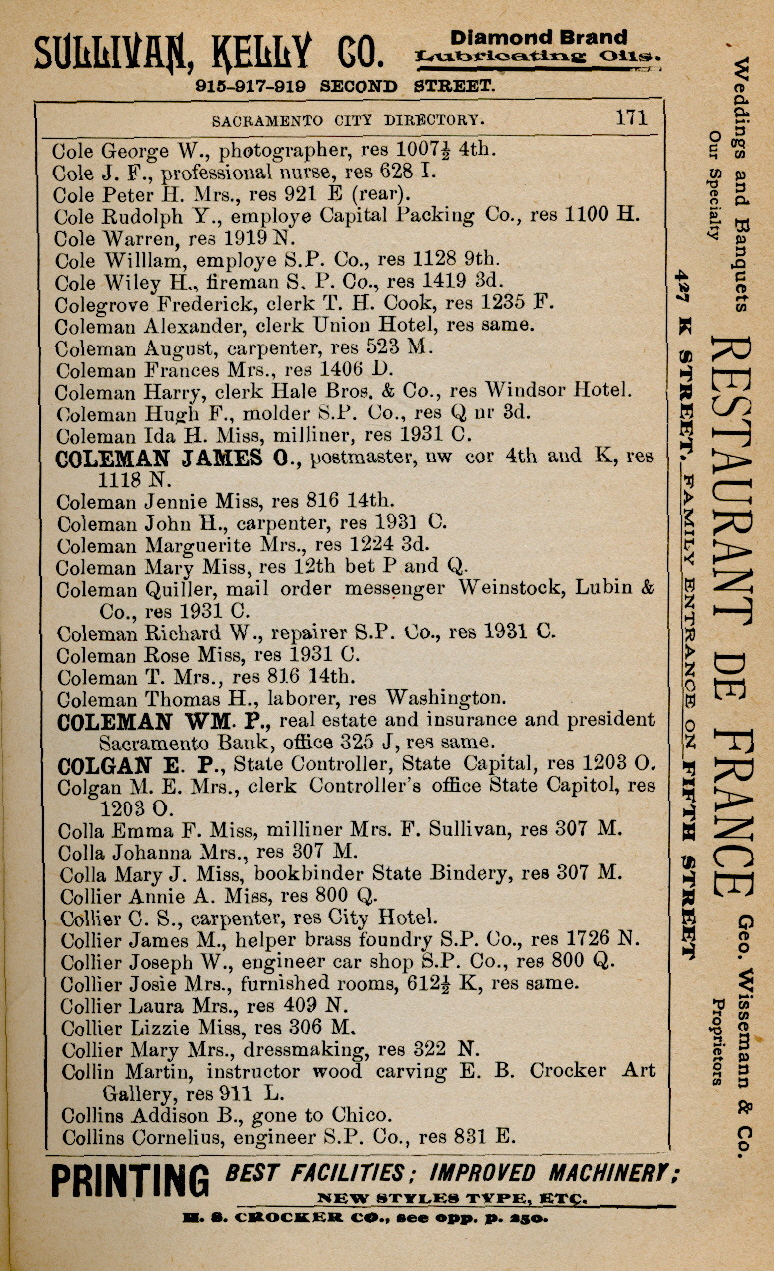 SULLIVAN, KELLY CO.
Diamond Brand
Lubricating Oils.
915-917-919 SECOND STREET.
SACRAMENTO CITY DIRECTORY. 171
Cole George W., photographer, res 1007½ 4th.
Cole J. F., professional nurse, res 628 I.
Cole Peter H. Mrs., res 921 E (rear).
Cole Rudolph Y., employe Capital Packing Co., res 1100 H.
Cole Warren, res 1919 N.
Cole Willlam, employe S.P. Co., res 1128 9th.
Cole Wiley H., fireman S. P. Co., res 1419 3d.
Colegrove Frederick, clerk T. H. Cook, res 1235 F.
Coleman Alexander, clerk Union Hotel, res same.
Coleman August, carpenter, res 523 M.
Coleman Frances Mrs., res 1406 D.
Coleman Harry, clerk Hale Bros. & Co., res Windsor Hotel.
Coleman Hugh F., molder S.P. Co., res Q nr 3d.
Coleman Ida H. Miss, milliner, res 1931 C.
COLEMAN JAMES O., postmaster, nw cor 4th and K, res
1118 N.
Coleman Jennie Miss, res 816 14th.
Coleman John H., carpenter, res 1931 C.
Coleman Marguerite Mrs., res 1224 3d.
Coleman Mary Miss, res 12th bet P and Q.
Coleman Quiller, mail order messenger Weinstock, Lubin &
Co., res 1931 C.
Coleman Richard W., repairer S.P. Co., res 1931 C.
Coleman Rose Miss, res 1931 C.
Coleman T. Mrs., res 816 14th.
Coleman Thomas H., laborer, res Washington.
COLEMAN WM. P., real estate and insurance and president
Sacramento Bank, office 325 J, res same.
COLGAN E. P., State Controller, State Capital, res 1203 O.
Colgan M. E. Mrs., clerk Controller's office State Capitol, res
1203 O.
Colla Emma F. Miss, milliner Mrs. F. Sullivan, res 307 M.
Colla Johanna Mrs., res 307 M.
Colla Mary J. Miss, bookbinder State Bindery, res 307 M.
Collier Annie A. Miss, res 800 Q.
Collier C. S., carpenter, res City Hotel.
Collier James M., helper brass foundry S.P. Co., res 1726 N.
Collier Joseph W., engineer car shop S.P. Co., res 800 Q.
Collier Josie Mrs., furnished rooms, 612½ K, res same.
Collier Laura Mrs., res 409 N.
Collier Lizzie Miss, res 306 M.
Collier Mary Mrs., dressmaking, res 322 N.
Collin Martin, instructor wood carving E. B. Crocker Art
Gallery, res 911 L.
Collins Addison B., gone to Chico.
Collins Cornelius, engineer S.P. Co., res 831 E.
PRINTING BEST FACILITIES; IMPROVED MACHINERY;
NEW STYLES TYPE, ETC.
H. S. CROCKER CO., see opp. p. 250.
Weddings and Banquets
Our Specialty
RESTAURANT DE FRANCE
Geo. Wissemann & Co.
Proprietors
427 K STREET. FAMILY ENTRANCE ON FIFTH STREET